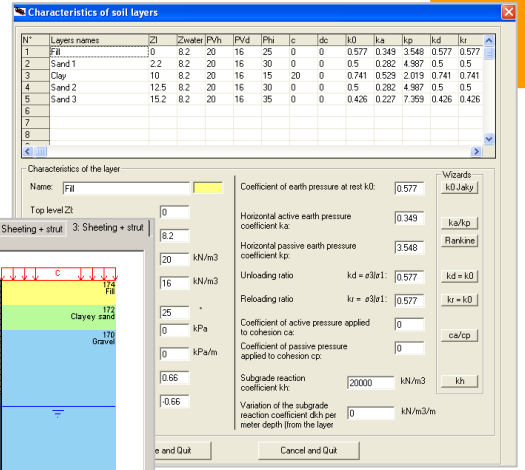 Characteristics of soil layers
N° Layers names Zl Zwater PVh PVd Phi c dc k0 ka kp kd kr
1 Fill 0 8.2 20 16 25 0 0 0.577 0.349 3.548 0.577 0.577
2 Sand 1 2.2 8.2 20 16 30 0 0 0.5 0.282 4.987 0.5 0.5
3 Clay 10 8.2 20 16 15 20 0 0.741 0.529 2.019 0.741 0.741
4 Sand 2 12.5 8.2 20 16 30 0 0 0.5 0.282 4.987 0.5 0.5
5 Sand 3 15.2 8.2 20 16 35 0 0 0.426 0.227 7.359 0.426 0.426
6
7
8
Characteristics of the layer
Name: Fill
Top level Zt: 0
8.2
20 kN/m3
16 kN/m3
25 °
0 kPa
0 kPa/m
0.66
-0.66
Coefficient of earth pressure at rest k0: 0.577
Horizontal active earth pressure
coefficient ka: 0.349
Horizontal passive earth pressure
coefficient kp: 3.548
Unloading ratio kd = σ3/σ1: 0.577
Reloading ratio kr = σ3/σ1: 0.577
Coefficient of active pressure applied
to cohesion ca: 0
Coefficient of passive pressure
applied to cohesion cp: 0
Subgrade reaction
coefficient kh: 20000 kN/m3
Variation of the subgrade
reaction coefficient dkh per
meter depth (from the layer 0 kN/m3/m
Wizards
k0 Jaky
ka/kp
Rankine
kd = k0
kr = k0
ca/cp
kh
e and Quit
Cancel and Quit
Sheeting + strut 3: Sheeting + strut
C
174
Fill
172
Clayey sand
170
Gravel